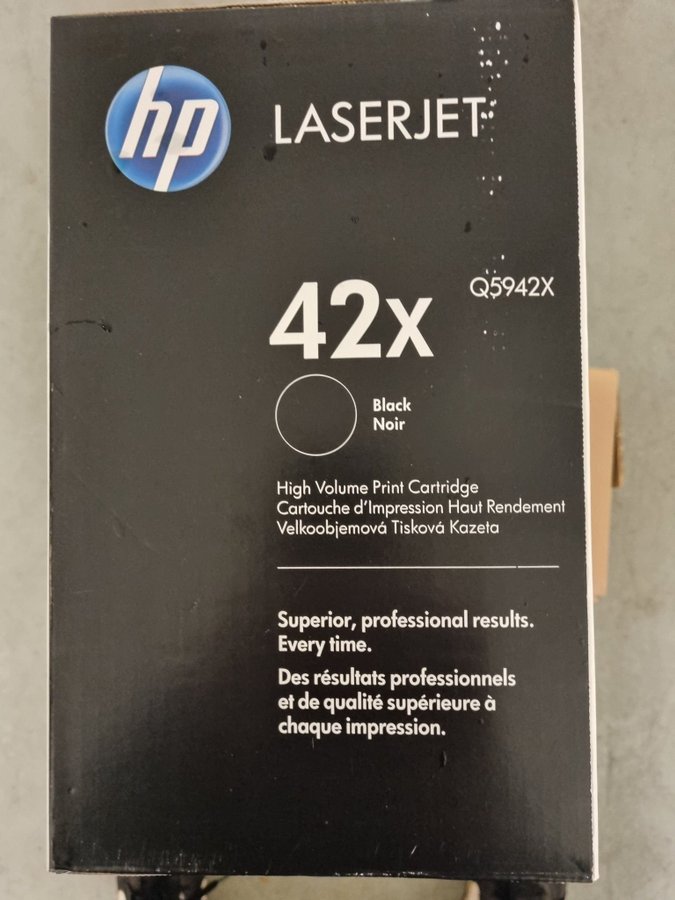 hp
LASERJET
42X
Q5942X
Black
Noir
High Volume Print Cartridge
Cartouche d'Impression Haut Rendement
Velkoobjemová Tisková Kazeta
Superior, professional results.
Every time.
Des résultats professionnels
et de qualité supérieure à
chaque impression.